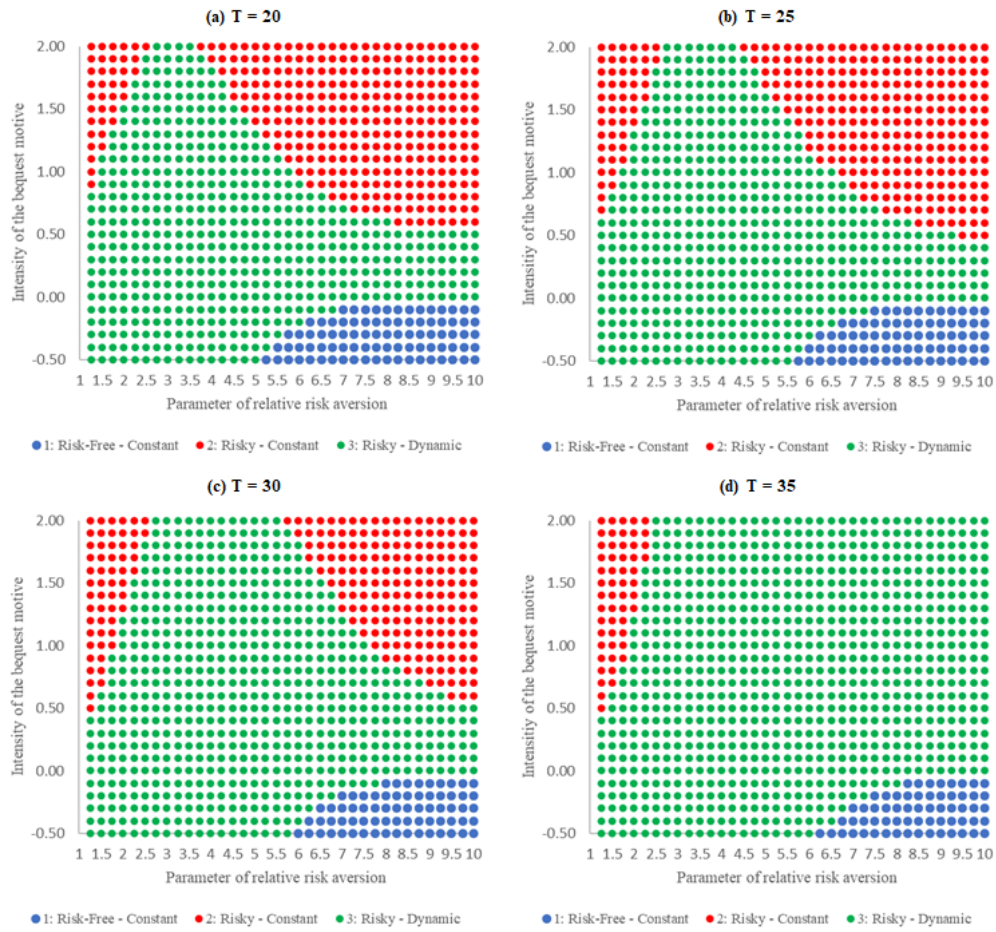 (a) T = 20
Intensity of the bequest motive
2.00
1.50
1.00
0.50
0.00
-0.50
1 1.5 2 2.5 3 3.5 4 4.5 5 5.5 6 6.5 7 7.5 8 8.5 9 9.5 10
Parameter of relative risk aversion
1: Risk-Free - Constant 2: Risky - Constant 3: Risky - Dynamic
(b) T = 25
Intensitiy of the bequest motive
2.00
1.50
1.00
0.50
0.00
-0.50
1 1.5 2 2.5 3 3.5 4 4.5 5 5.5 6 6.5 7 7.5 8 8.5 9 9.5 10
Parameter of relative risk aversion
1: Risk-Free - Constant 2: Risky - Constant 3: Risky - Dynamic
(c) T = 30
Intensity of the bequest motive
2.00
1.50
1.00
0.50
0.00
-0.50
1 1.5 2 2.5 3 3.5 4 4.5 5 5.5 6 6.5 7 7.5 8 8.5 9 9.5 10
Parameter of relative risk aversion
1: Risk-Free - Constant 2: Risky - Constant 3: Risky - Dynamic
(d) T = 35
Intensitiy of the bequest motive
2.00
1.50
1.00
0.50
0.00
-0.50
1 1.5 2 2.5 3 3.5 4 4.5 5 5.5 6 6.5 7 7.5 8 8.5 9 9.5 10
Parameter of relative risk aversion
1: Risk-Free - Constant 2: Risky - Constant 3: Risky - Dynamic